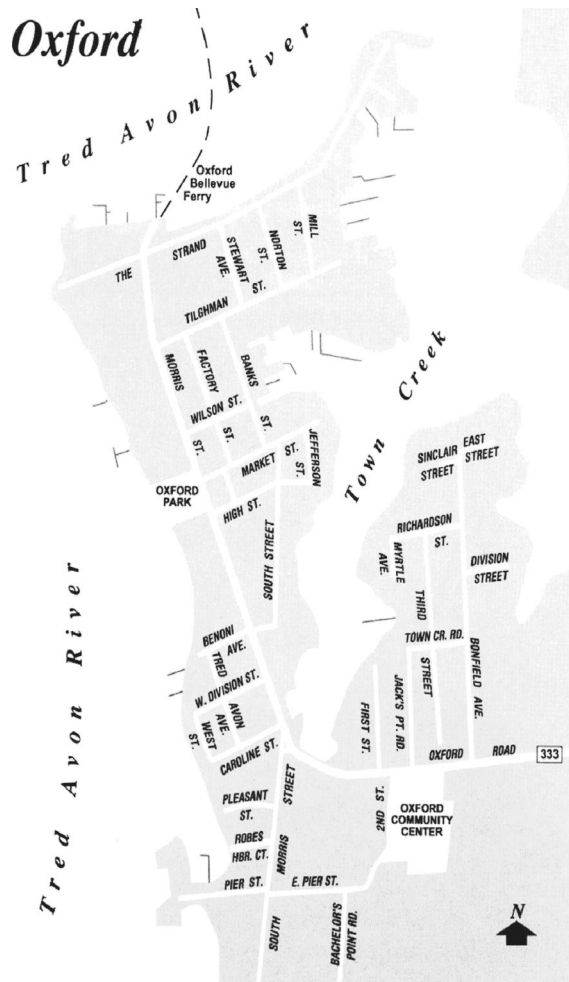 Oxford
Tred Avon River
Oxford
Bellevue
Ferry
THE STRAND
STEWART
AVE.
NORTON
ST.
MILL
ST.
TILGHMAN ST.
MORRIS ST.
FACTORY ST.
BANKS ST.
WILSON ST.
MARKET ST.
JEFFERSON
ST.
OXFORD
PARK
HIGH ST.
SOUTH STREET
Town Creek
SINCLAIR
STREET
EAST
STREET
RICHARDSON
ST.
MYRTLE
AVE.
THIRD STREET
DIVISION
STREET
TOWN CR. RD.
BONFIELD AVE.
JACK'S PT. RD.
FIRST ST.
OXFORD ROAD
333
Tred Avon River
BENONI
AVE.
TRED AVON
AVE.
W. DIVISION ST.
WEST
ST.
CAROLINE ST.
PLEASANT
ST.
ROBES
HBR. CT.
PIER ST.
E. PIER ST.
SOUTH MORRIS STREET
2ND ST.
OXFORD
COMMUNITY
CENTER
BACHELOR'S
POINT RD.
N